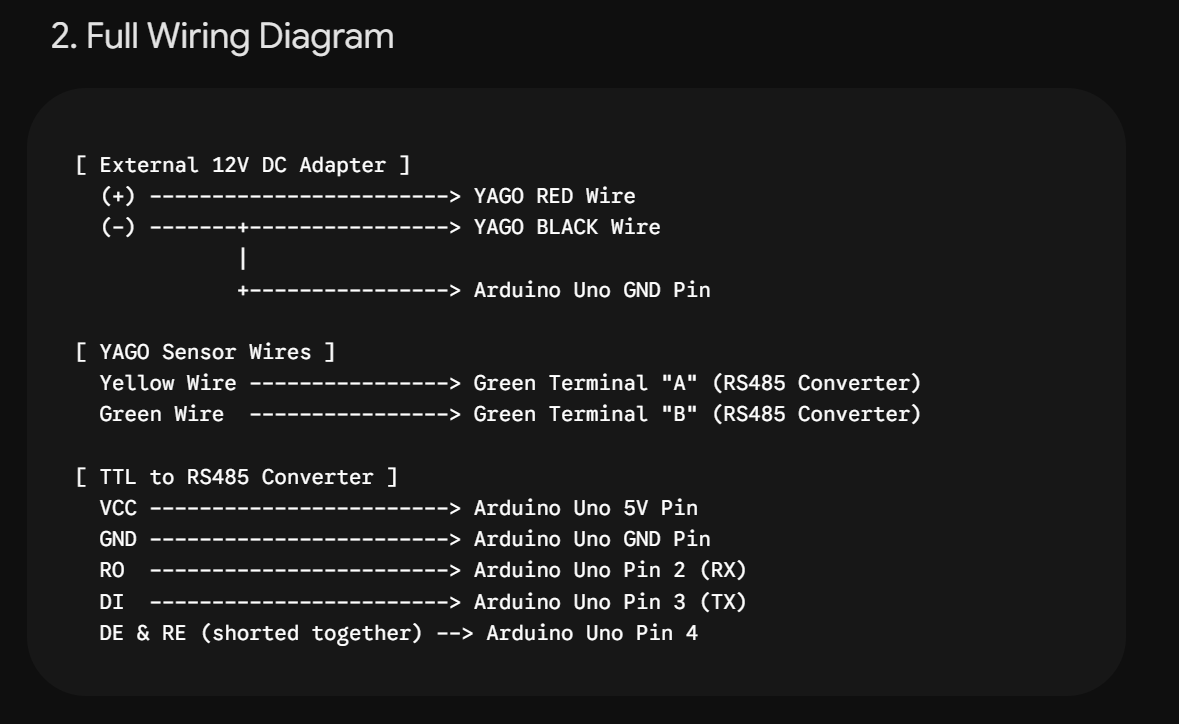 2. Full Wiring Diagram
[ External 12V DC Adapter ]
(+) ------------------------> YAGO RED Wire
(-) -------+----------------> YAGO BLACK Wire
|
+----------------> Arduino Uno GND Pin
[ YAGO Sensor Wires ]
Yellow Wire ----------------> Green Terminal "A" (RS485 Converter)
Green Wire  ----------------> Green Terminal "B" (RS485 Converter)
[ TTL to RS485 Converter ]
VCC ------------------------> Arduino Uno 5V Pin
GND ------------------------> Arduino Uno GND Pin
RO  ------------------------> Arduino Uno Pin 2 (RX)
DI  ------------------------> Arduino Uno Pin 3 (TX)
DE & RE (shorted together) --> Arduino Uno Pin 4